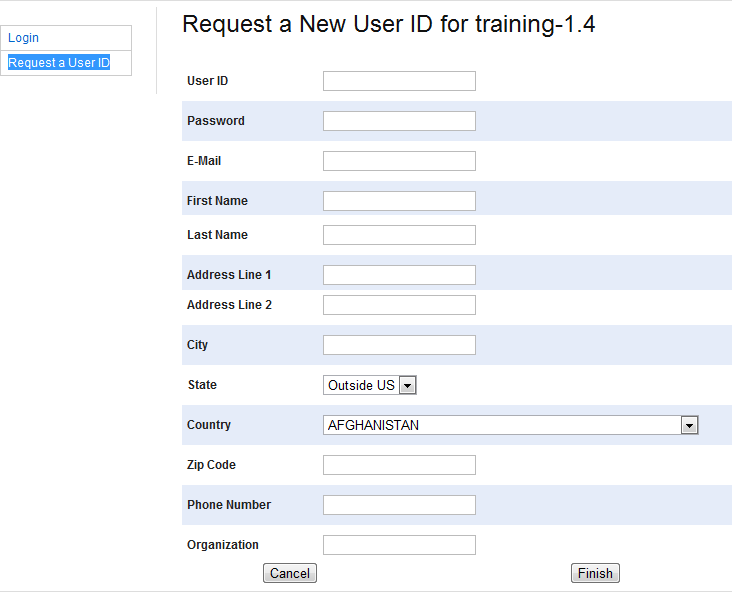 Request a New User ID for training-1.4
Login
Request a User ID
User ID
Password
E-Mail
First Name
Last Name
Address Line 1
Address Line 2
City
State Outside US
Country AFGHANISTAN
Zip Code
Phone Number
Organization
Cancel Finish